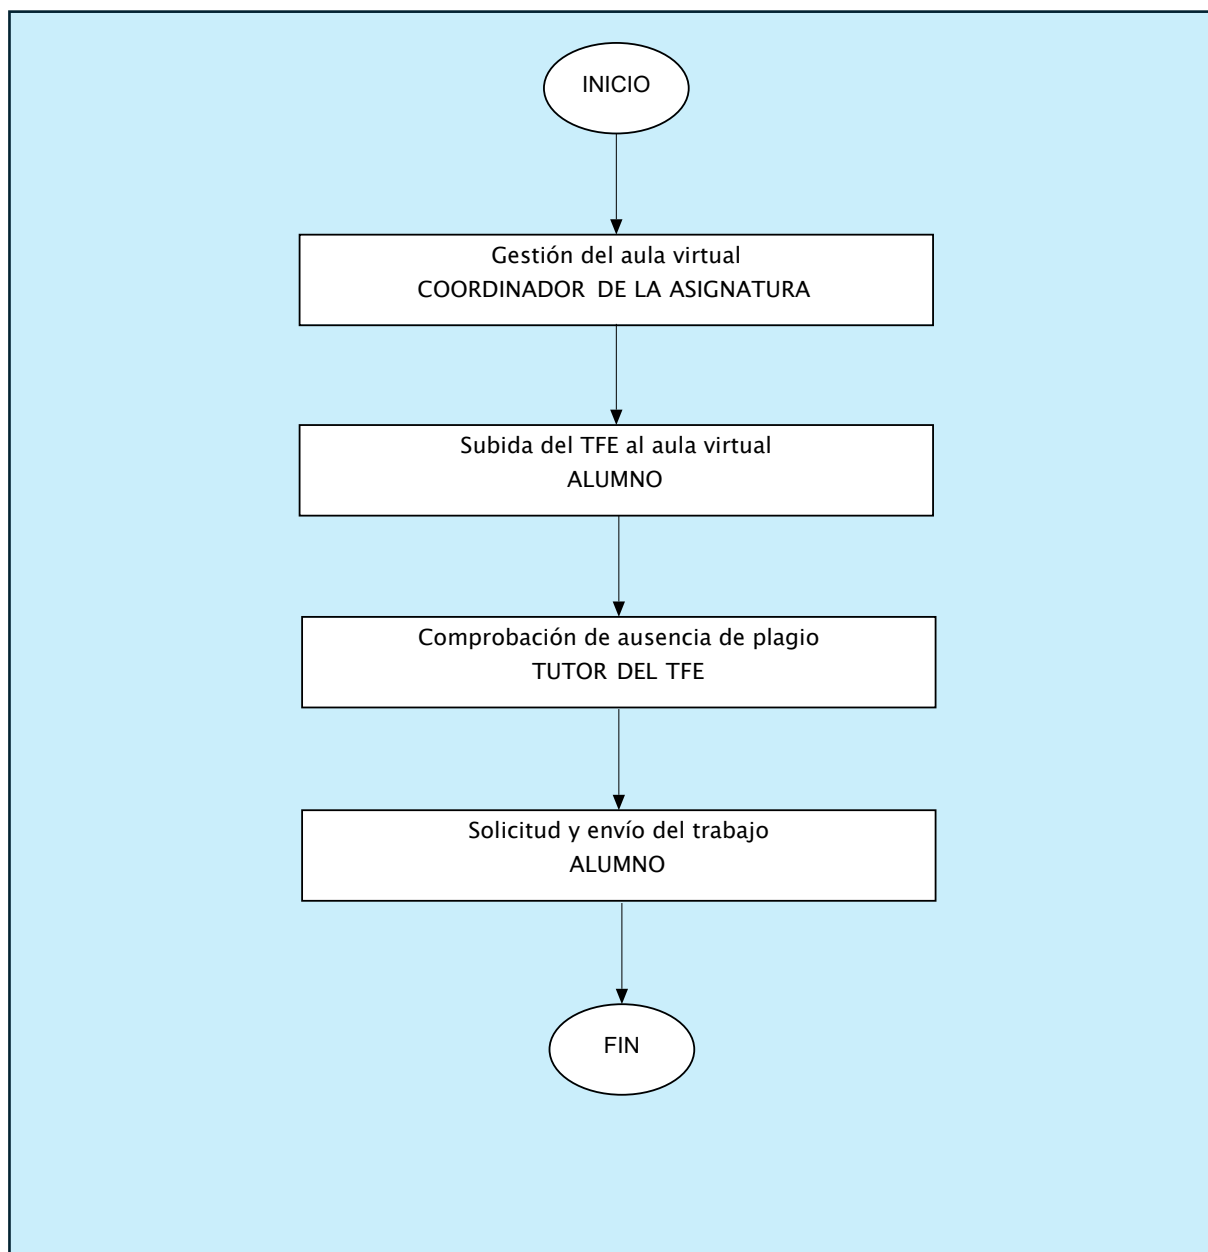 INICIO
Gestión del aula virtual
COORDINADOR DE LA ASIGNATURA
Subida del TFE al aula virtual
ALUMNO
Comprobación de ausencia de plagio
TUTOR DEL TFE
Solicitud y envío del trabajo
ALUMNO
FIN